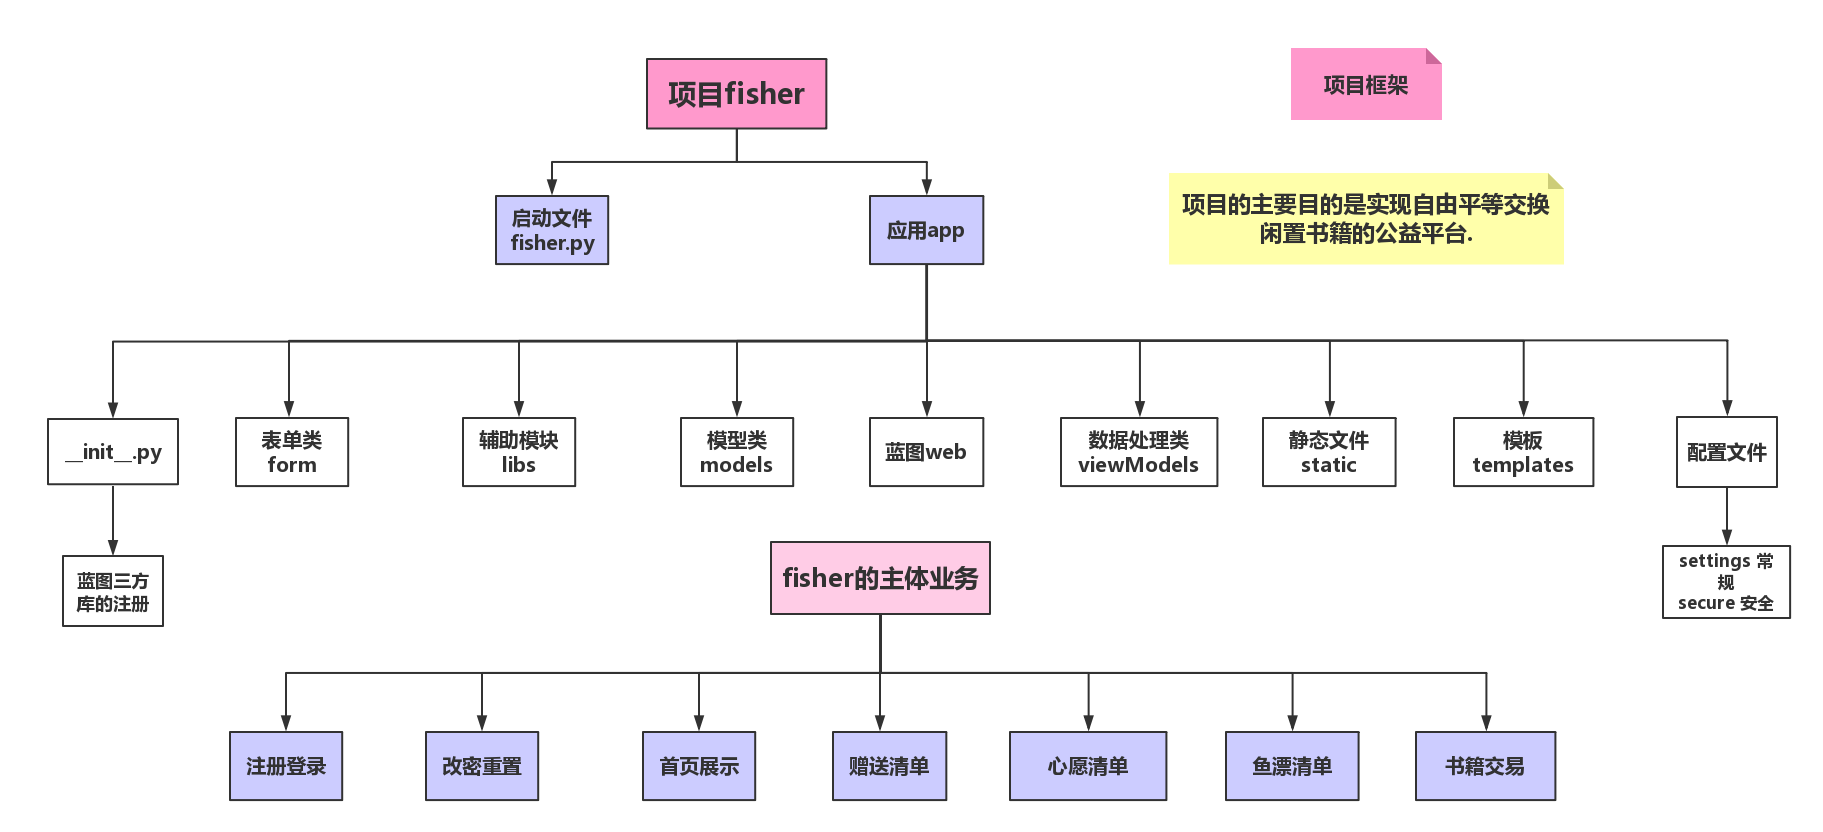 项目fisher
项目框架
启动文件
fisher.py
应用app
项目的主要目的是实现自由平等交换
闲置书籍的公益平台.
__init__.py
表单类
form
辅助模块
libs
模型类
models
蓝图web
数据处理类
viewModels
静态文件
static
模板
templates
配置文件
蓝图三方
库的注册
settings 常
规
secure 安全
fisher的主体业务
注册登录
改密重置
首页展示
赠送清单
心愿清单
鱼漂清单
书籍交易